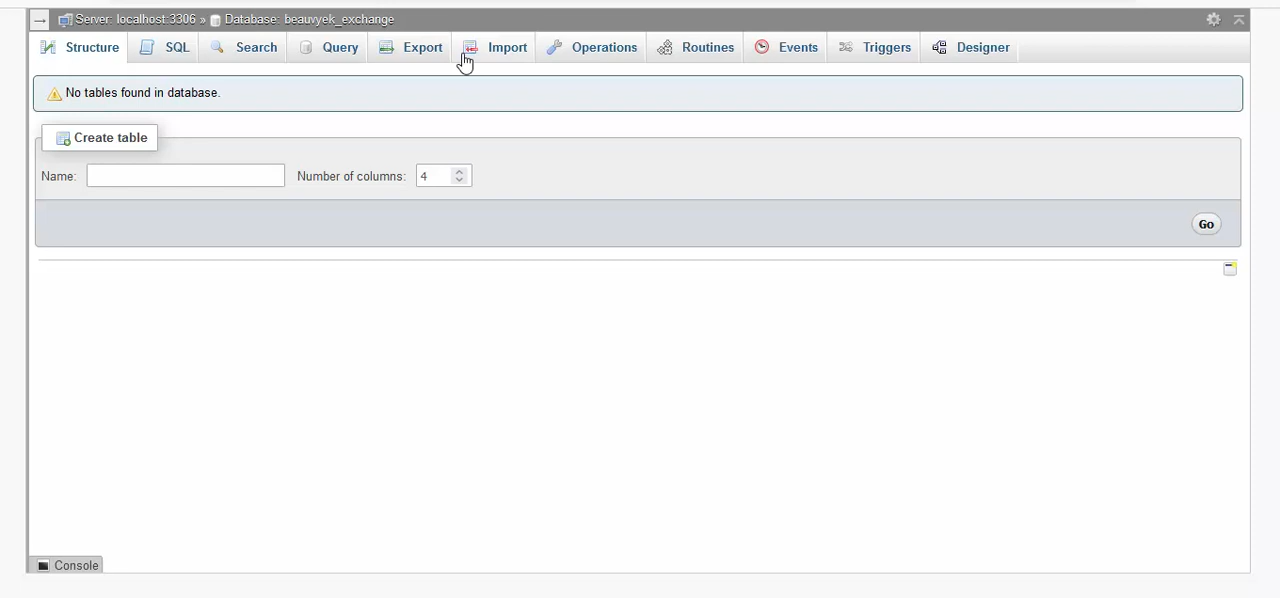 Server: localhost:3306 » Database: beauvyek_exchange
Structure SQL Search Query Export Import Operations Routines Events Triggers Designer
No tables found in database.
Create table
Name: Number of columns: 4
Go
Console